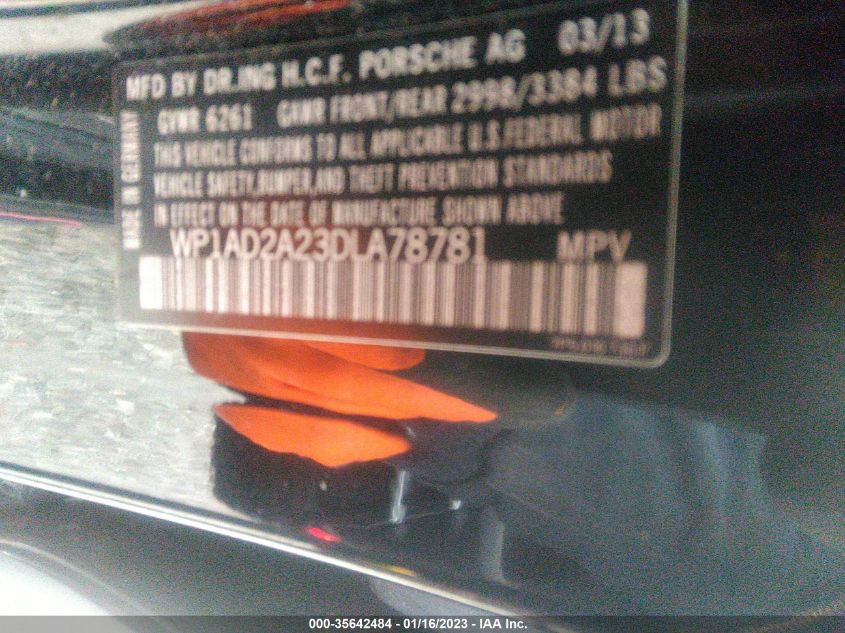 MFD BY DR.ING H.C.F. PORSCHE AG 03/13
GVWR 6261 GAWR FRONT/REAR 2998/3384 LBS
THIS VEHICLE CONFORMS TO ALL APPLICABLE U.S.FEDERAL MOTOR
VEHICLE SAFETY,BUMPER,AND THEFT PREVENTION STANDARDS
IN EFFECT ON THE DATE OF MANUFACTURE SHOWN ABOVE
MADE IN GERMANY
WP1AD2A23DLA78781 MPV
000-35642484 - 01/16/2023 - IAA Inc.